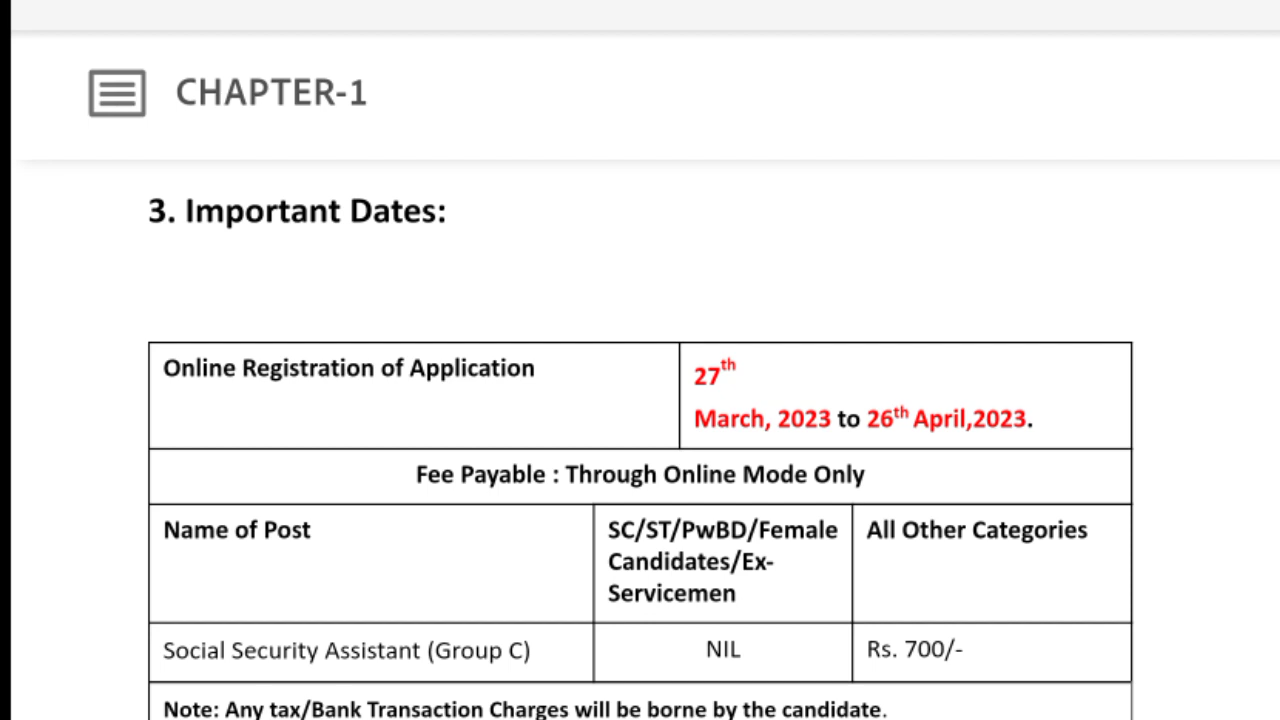 CHAPTER-1
3. Important Dates:
Online Registration of Application
27th
March, 2023 to 26th April,2023.
Fee Payable : Through Online Mode Only
Name of Post
SC/ST/PwBD/Female
Candidates/Ex-
Servicemen
All Other Categories
Social Security Assistant (Group C)
NIL
Rs. 700/-
Note: Any tax/Bank Transaction Charges will be borne by the candidate.